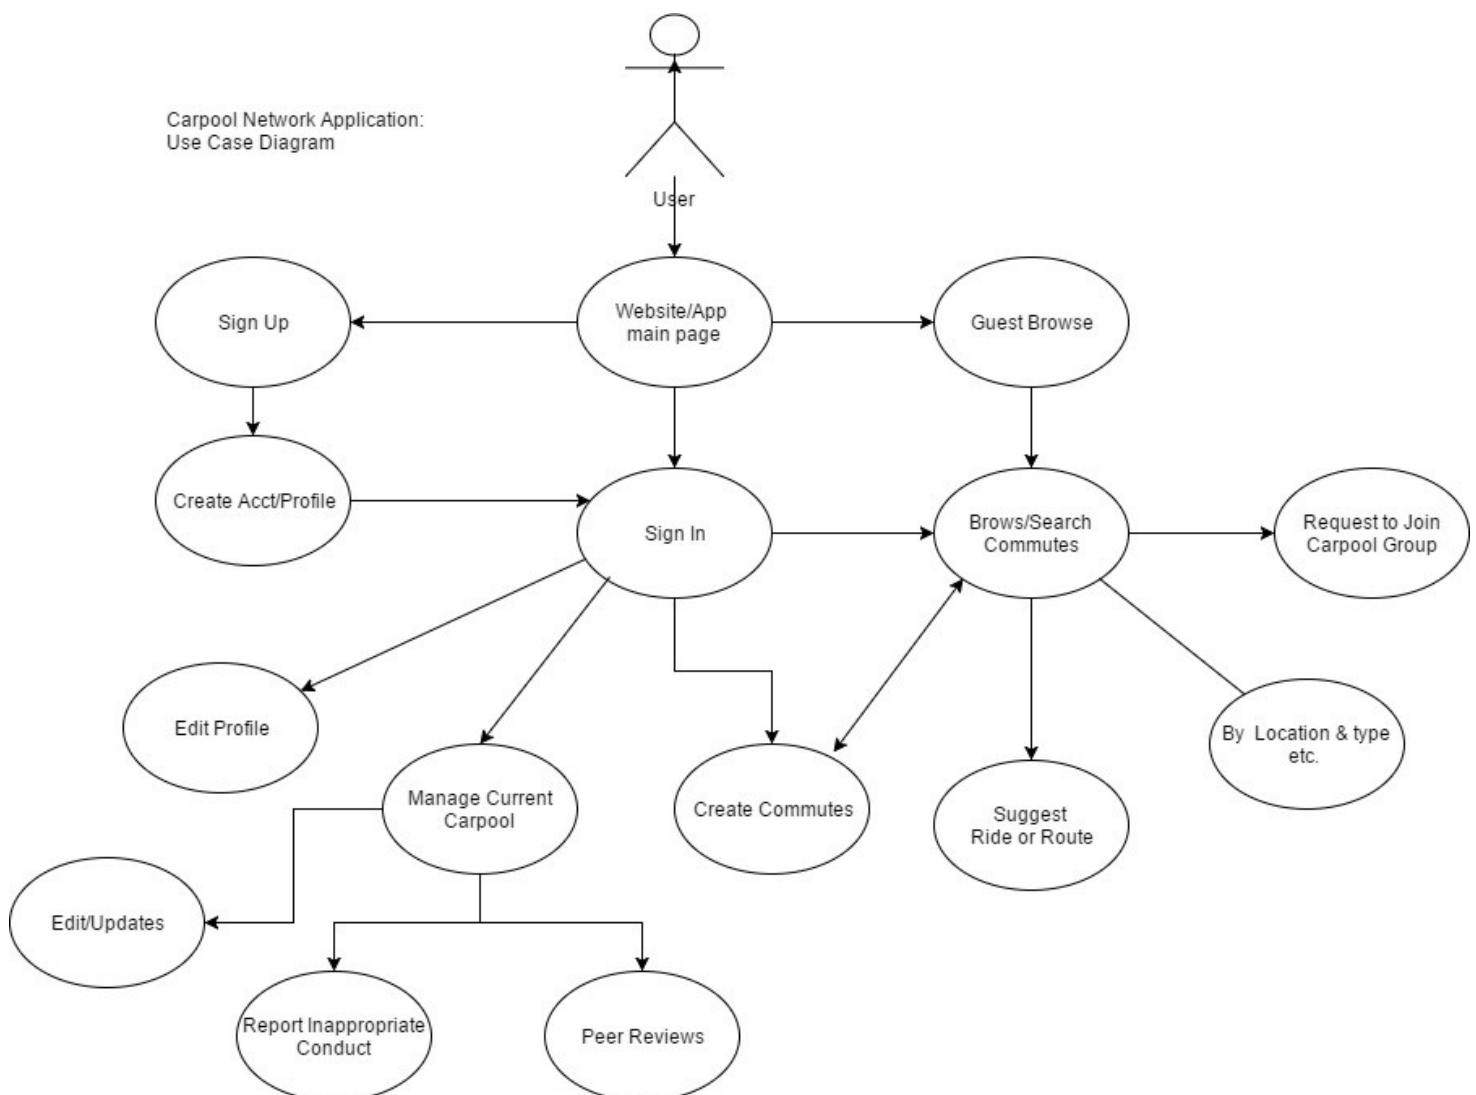 Carpool Network Application:
Use Case Diagram
User
Sign Up
Website/App
main page
Guest Browse
Create Acct/Profile
Sign In
Brows/Search
Commutes
Request to Join
Carpool Group
Edit Profile
Manage Current
Carpool
Create Commutes
Suggest
Ride or Route
By Location & type
etc.
Edit/Updates
Report Inappropriate
Conduct
Peer Reviews